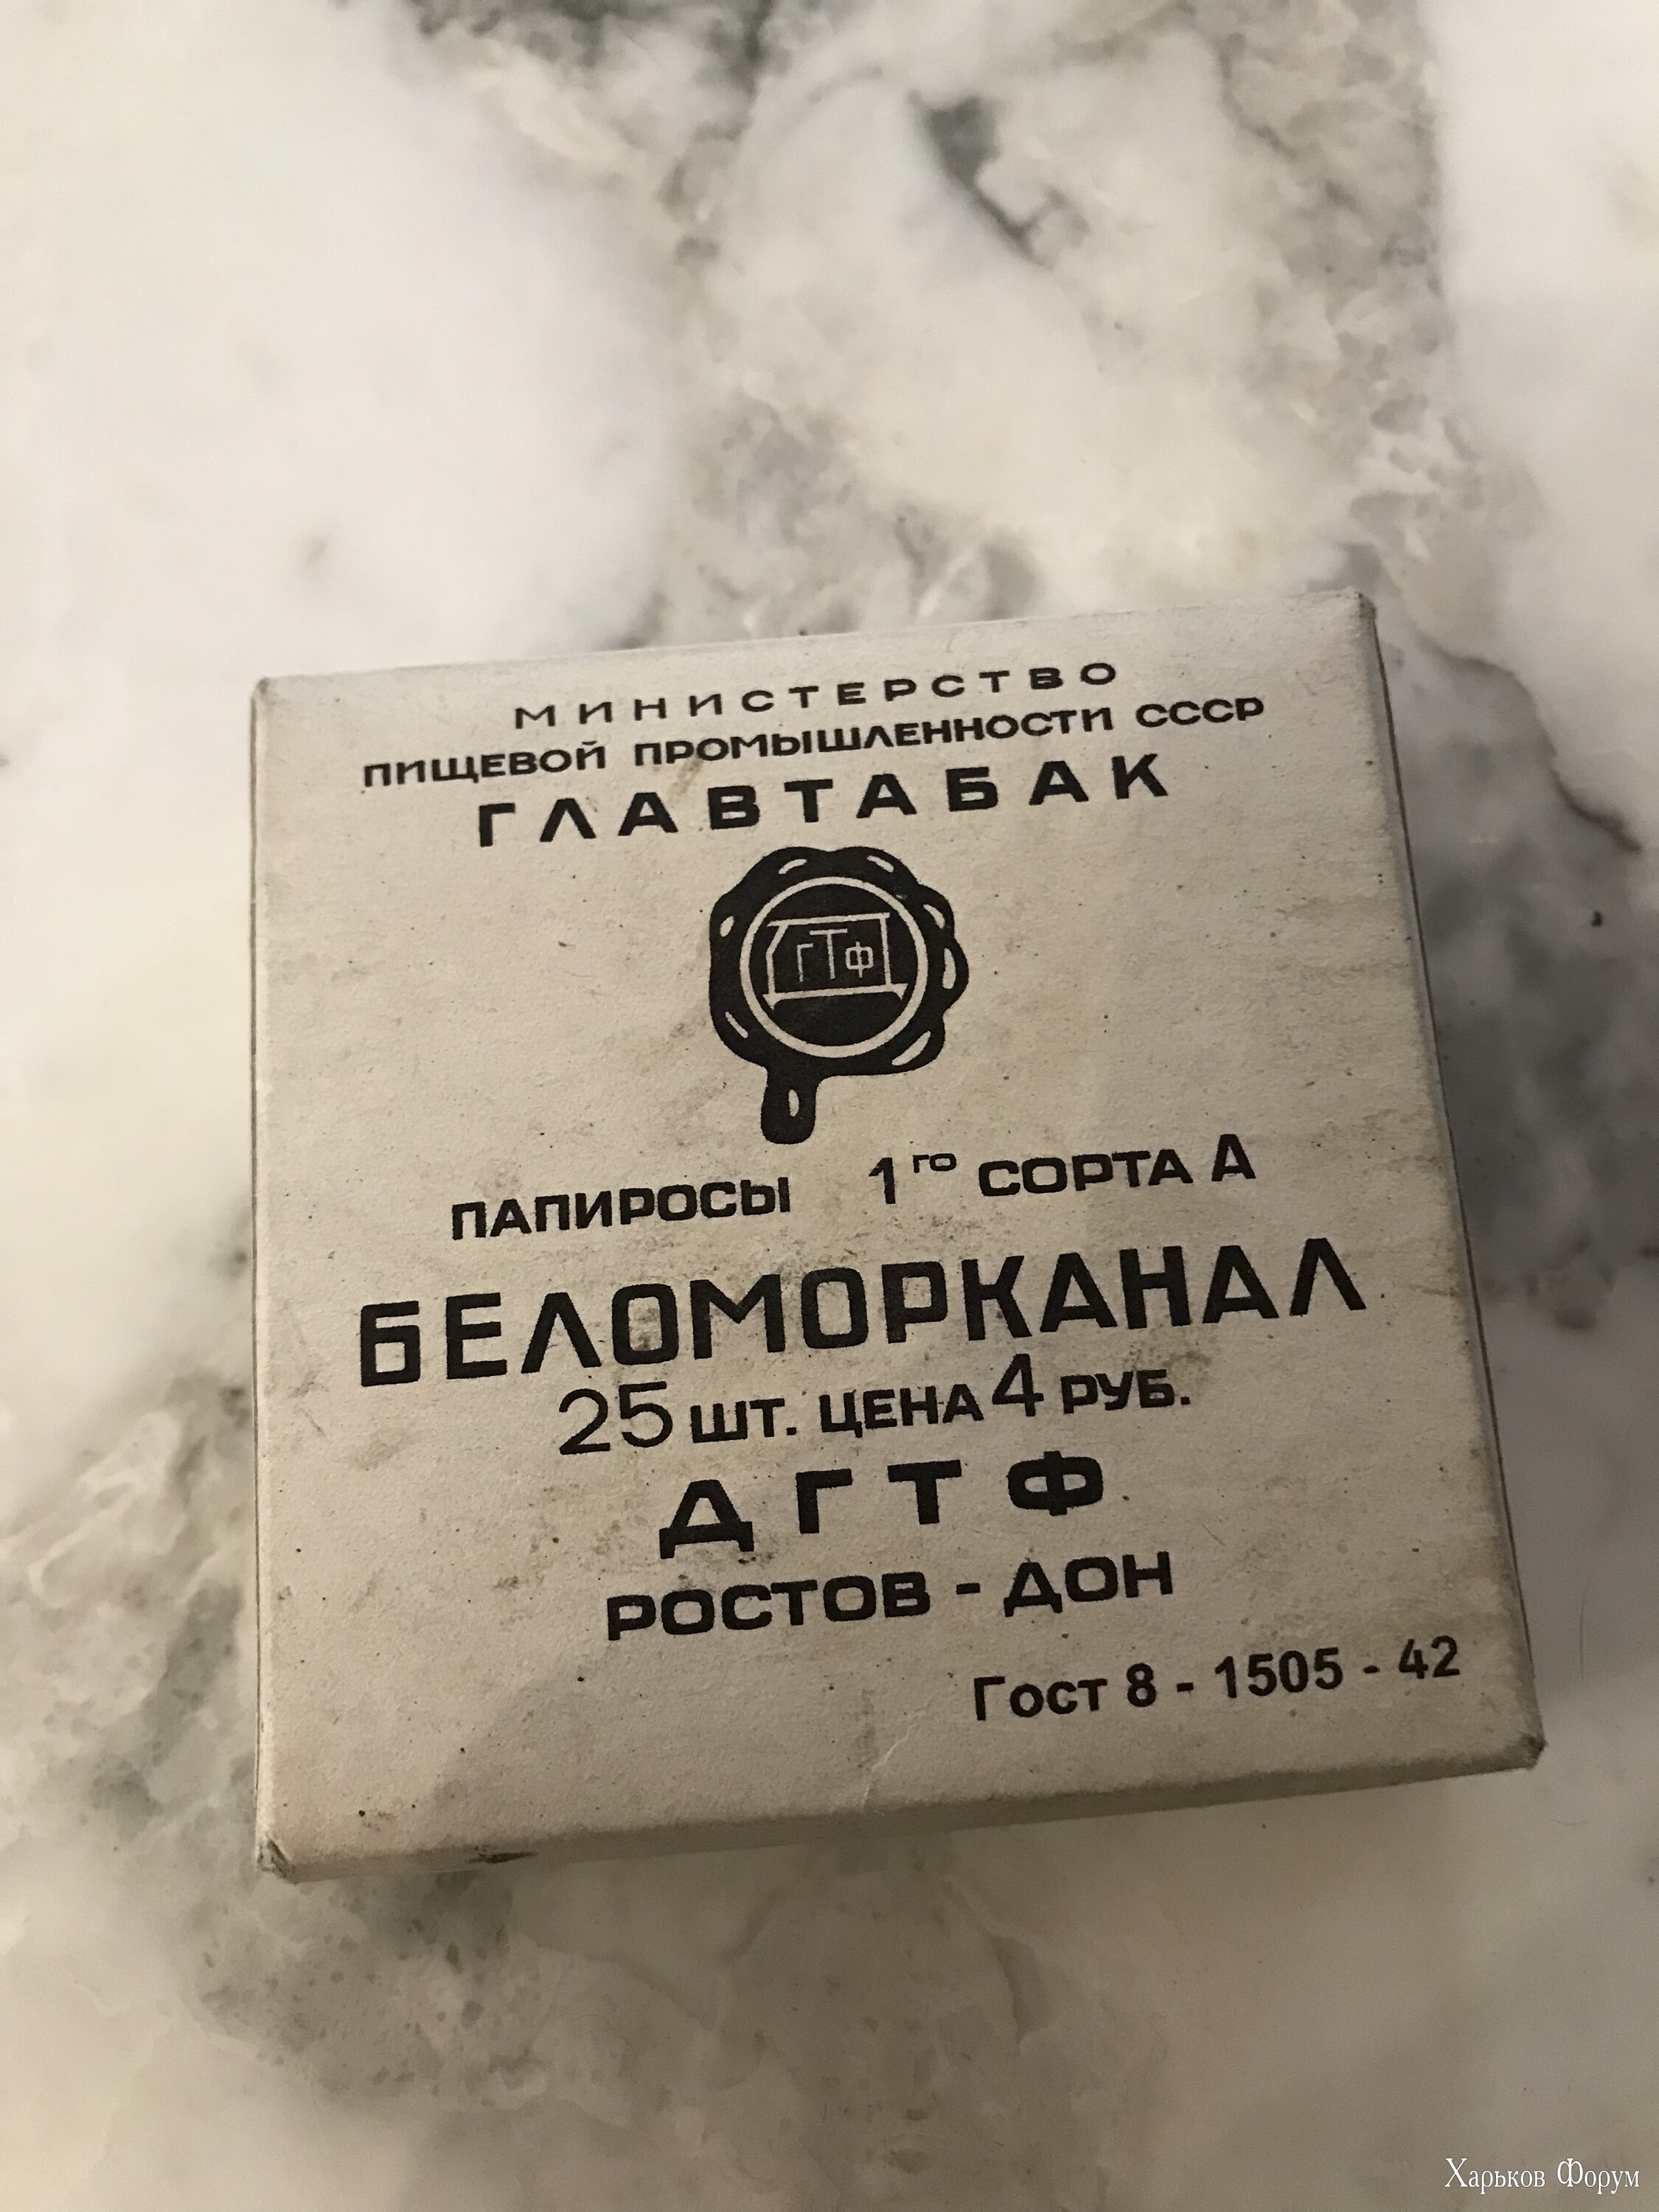 МИНИСТЕРСТВО
ПИЩЕВОЙ ПРОМЫШЛЕННОСТИ СССР
ГЛАВТАБАК
ДГТФ
ПАПИРОСЫ 1го СОРТА А
БЕЛОМОРКАНАЛ
25 ШТ. ЦЕНА 4 РУБ.
ДГТФ
РОСТОВ - ДОН
Гост 8 - 1505 - 42
Харьков Форум